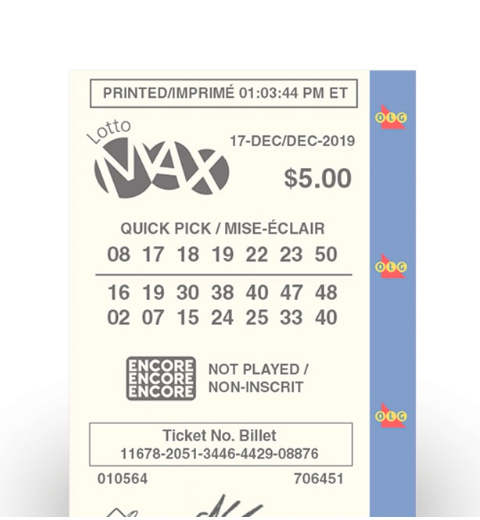 PRINTED/IMPRIMÉ 01:03:44 PM ET
Lotto
MAX
17-DEC/DEC-2019
$5.00
QUICK PICK / MISE-ÉCLAIR
08 17 18 19 22 23 50
16 19 30 38 40 47 48
02 07 15 24 25 33 40
ENCORE
ENCORE
ENCORE
NOT PLAYED /
NON-INSCRIT
Ticket No. Billet
11678-2051-3446-4429-08876
010564 706451
OLG
OLG
OLG